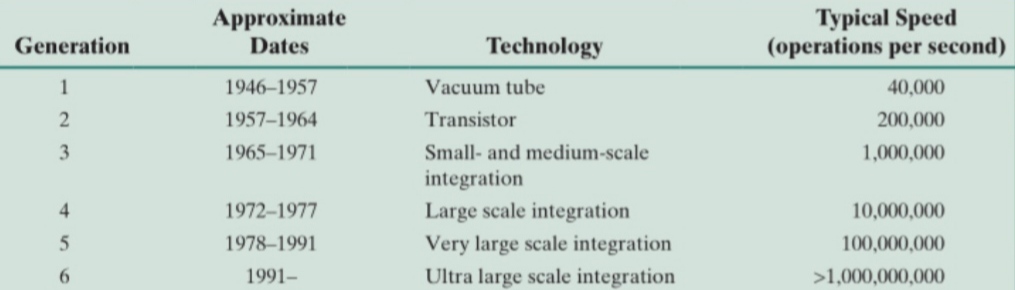 Approximate Typical Speed
Generation Dates Technology (operations per second)
1 1946–1957 Vacuum tube 40,000
2 1957–1964 Transistor 200,000
3 1965–1971 Small- and medium-scale 1,000,000
integration
4 1972–1977 Large scale integration 10,000,000
5 1978–1991 Very large scale integration 100,000,000
6 1991– Ultra large scale integration >1,000,000,000